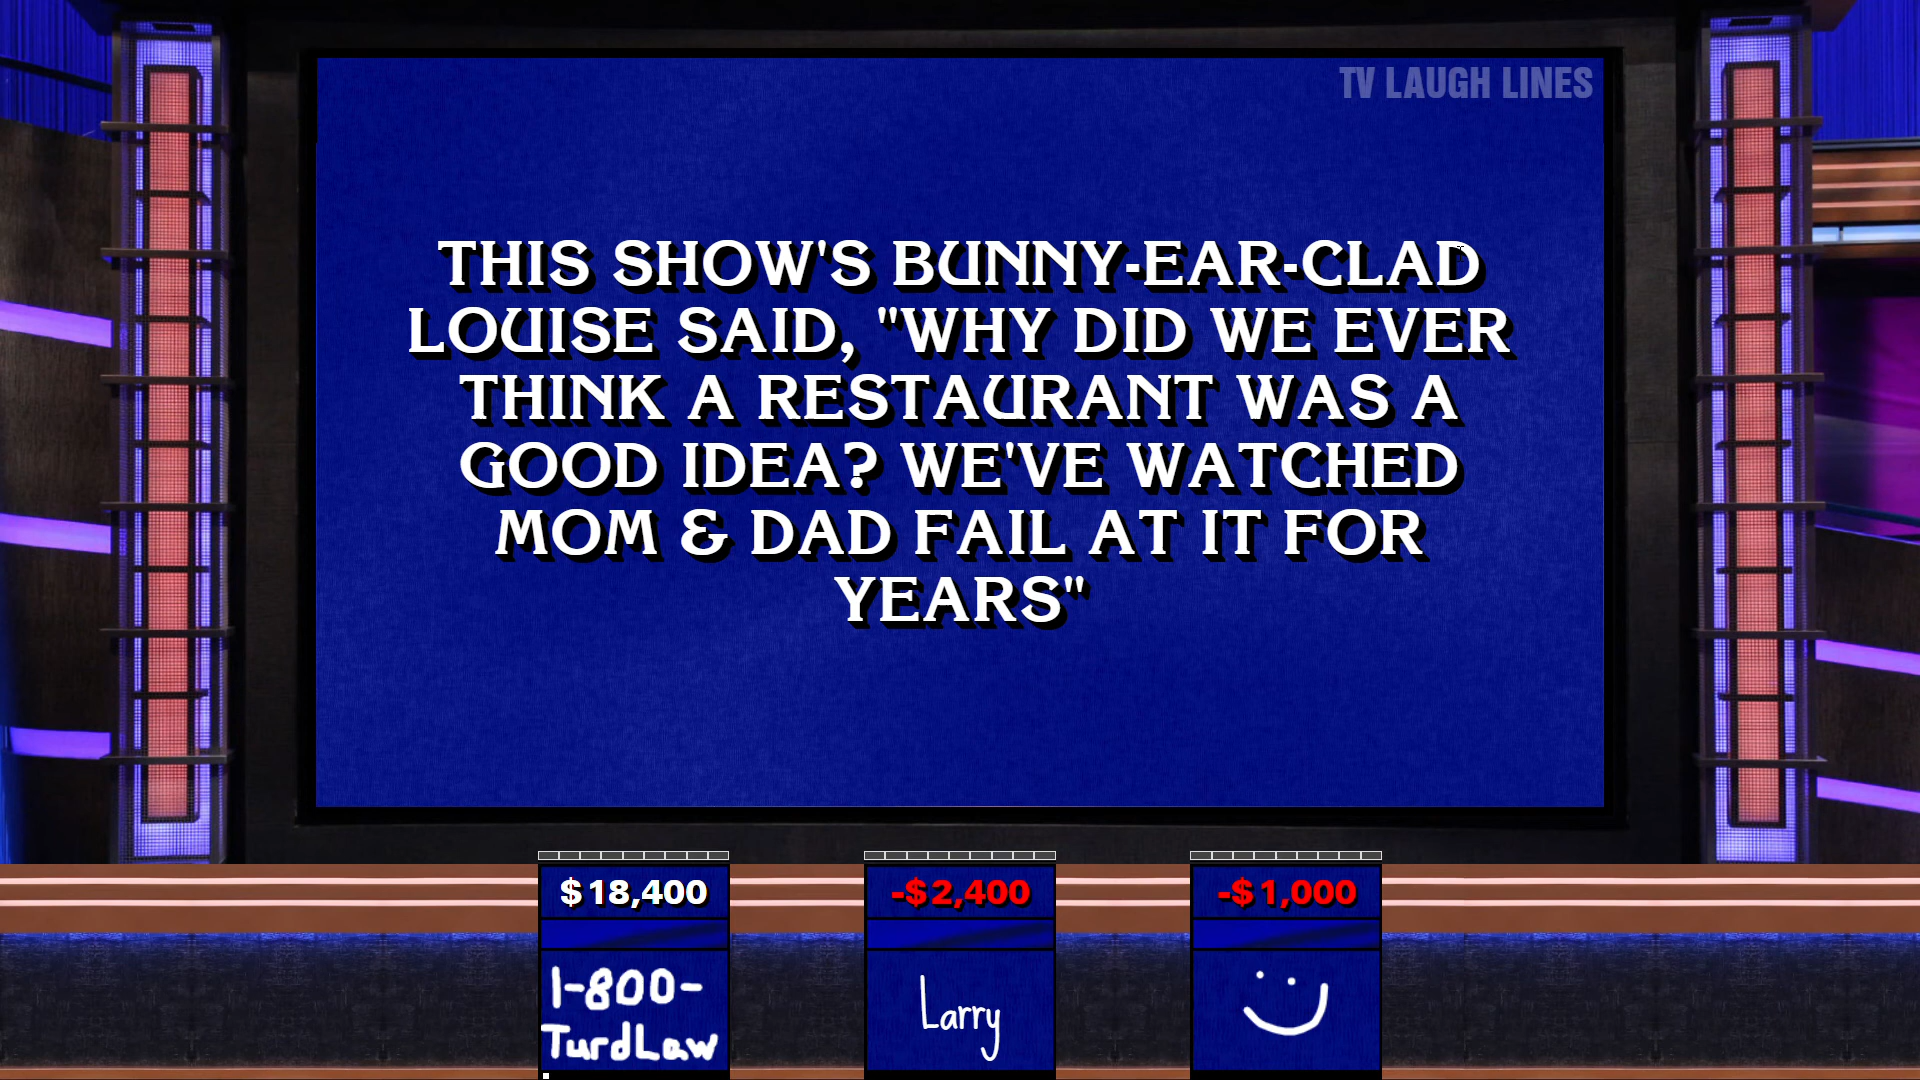 TV LAUGH LINES
THIS SHOW'S BUNNY-EAR-CLAD
LOUISE SAID, "WHY DID WE EVER
THINK A RESTAURANT WAS A
GOOD IDEA? WE'VE WATCHED
MOM & DAD FAIL AT IT FOR
YEARS"
$18,400
-$2,400
-$1,000
1-800-
TurdLaw
Larry